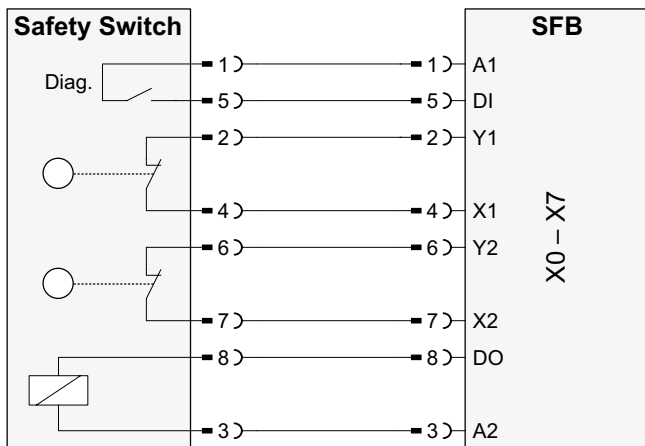 Safety Switch SFB
1 1 A1
Diag.
5 5 DI
2 2 Y1
4 4 X1
6 6 Y2
7 7 X2
8 8 DO
3 3 A2
X0 – X7